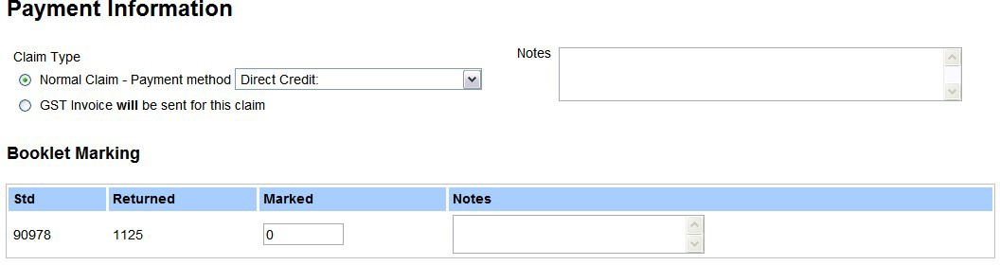 Payment Information
Claim Type
Normal Claim - Payment method Direct Credit:
GST Invoice will be sent for this claim
Notes
Booklet Marking
Std Returned Marked Notes
90978 1125 0